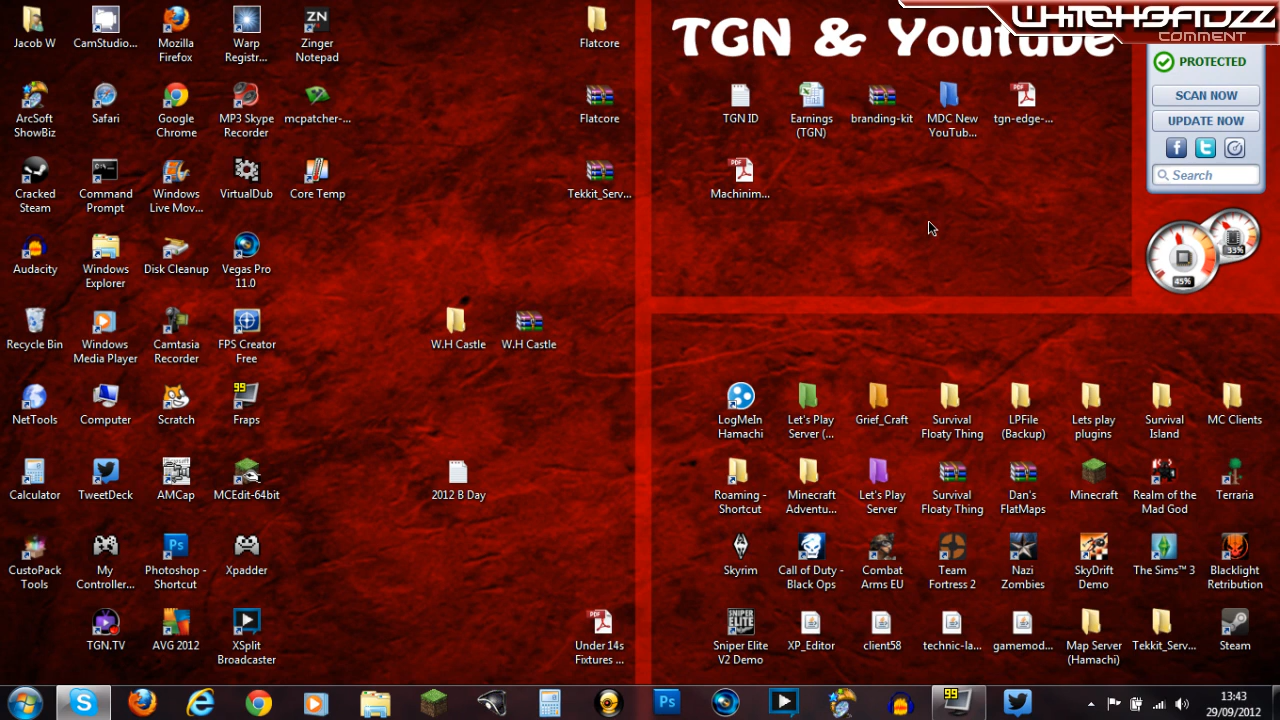 WHITEH3ADZZ
COMMENT
TGN & Youtube
PROTECTED
SCAN NOW
UPDATE NOW
Search
33%
45%
Jacob W
CamStudio...
Mozilla
Firefox
Warp
Registr...
Zinger
Notepad
Flatcore
ArcSoft
ShowBiz
Safari
Google
Chrome
MP3 Skype
Recorder
mcpatcher-...
Flatcore
TGN ID
Earnings
(TGN)
branding-kit
MDC New
YouTub...
tgn-edge-...
Cracked
Steam
Command
Prompt
Windows
Live Mov...
VirtualDub
Core Temp
Tekkit_Serv...
Machinim...
Audacity
Windows
Explorer
Disk Cleanup
Vegas Pro
11.0
Recycle Bin
Windows
Media Player
Camtasia
Recorder
FPS Creator
Free
W.H Castle
W.H Castle
NetTools
Computer
Scratch
99
Fraps
LogMeIn
Hamachi
Let's Play
Server (...
Grief_Craft
Survival
Floaty Thing
LPFile
(Backup)
Lets play
plugins
Survival
Island
MC Clients
Calculator
TweetDeck
AMCap
MCEdit-64bit
2012 B Day
Roaming -
Shortcut
Minecraft
Adventu...
Let's Play
Server
Survival
Floaty Thing
Dan's
FlatMaps
Minecraft
Realm of the
Mad God
Terraria
CustoPack
Tools
My
Controller...
Photoshop -
Shortcut
Xpadder
Skyrim
Call of Duty -
Black Ops
Combat
Arms EU
Team
Fortress 2
Nazi
Zombies
SkyDrift
Demo
The Sims™ 3
Blacklight
Retribution
TGN.TV
AVG 2012
XSplit
Broadcaster
Under 14s
Fixtures ...
Sniper Elite
V2 Demo
XP_Editor
client58
technic-la...
gamemod...
Map Server
(Hamachi)
Tekkit_Serv...
Steam
99
13:43
29/09/2012